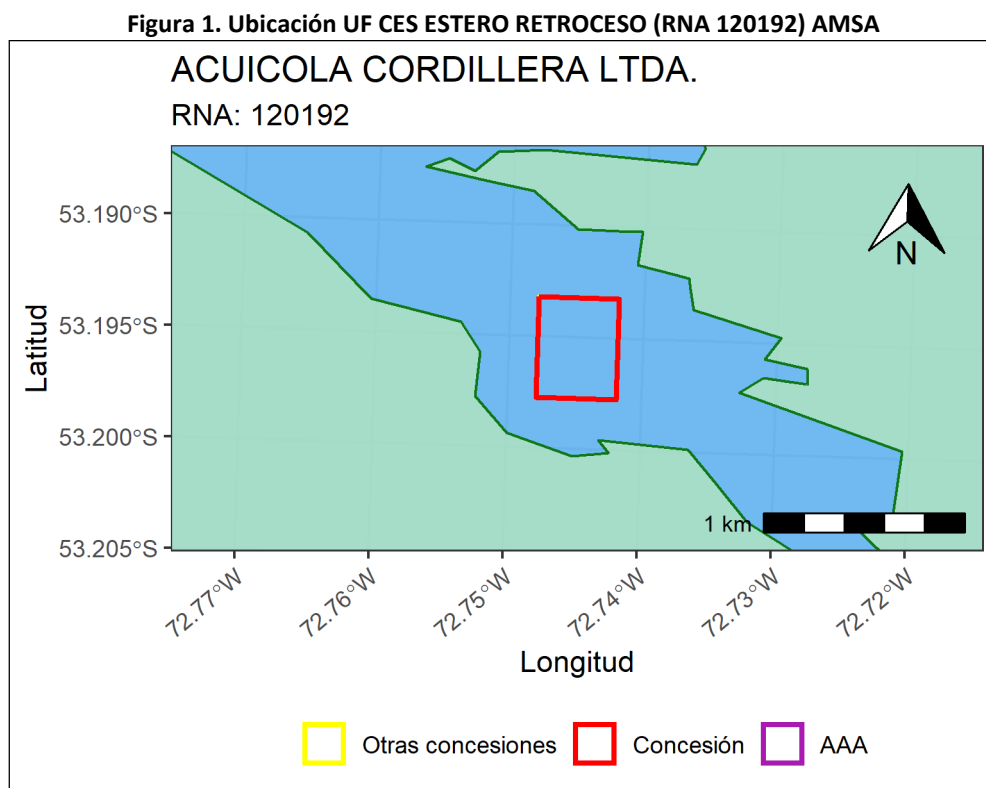 Figura 1. Ubicación UF CES ESTERO RETROCESO (RNA 120192) AMSA
ACUICOLA CORDILLERA LTDA.
RNA: 120192
53.190°S
53.195°S
53.200°S
53.205°S
Latitud
N
1 km
72.77°W
72.76°W
72.75°W
72.74°W
72.73°W
72.72°W
Longitud
Otras concesiones
Concesión
AAA